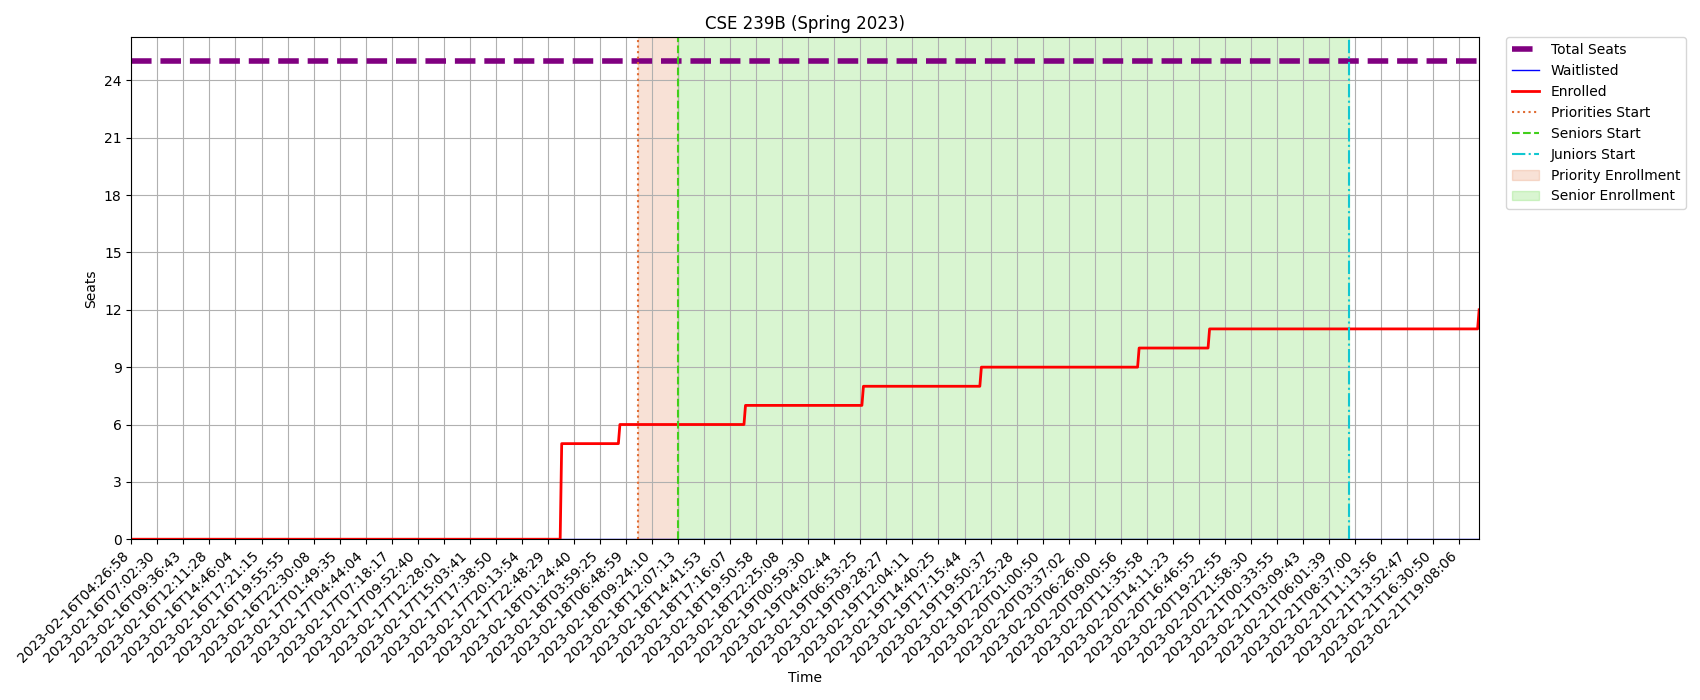 CSE 239B (Spring 2023)
Total Seats
Waitlisted
Enrolled
Priorities Start
Seniors Start
Juniors Start
Priority Enrollment
Senior Enrollment
Seats
24
21
18
15
12
9
6
3
0
2023-02-16T04:26:58
2023-02-16T07:02:30
2023-02-16T09:36:43
2023-02-16T12:11:28
2023-02-16T14:46:04
2023-02-16T17:21:15
2023-02-16T19:55:55
2023-02-16T22:30:08
2023-02-17T01:49:35
2023-02-17T04:44:04
2023-02-17T07:18:17
2023-02-17T09:52:40
2023-02-17T12:28:01
2023-02-17T15:03:41
2023-02-17T17:38:50
2023-02-17T20:13:54
2023-02-17T22:48:29
2023-02-18T01:24:40
2023-02-18T03:59:25
2023-02-18T06:48:59
2023-02-18T09:24:10
2023-02-18T12:07:13
2023-02-18T14:41:53
2023-02-18T17:16:07
2023-02-18T19:50:58
2023-02-18T22:25:08
2023-02-19T00:59:30
2023-02-19T04:02:44
2023-02-19T06:53:25
2023-02-19T09:28:27
2023-02-19T12:04:11
2023-02-19T14:40:25
2023-02-19T17:15:44
2023-02-19T19:50:37
2023-02-19T22:25:28
2023-02-20T01:00:50
2023-02-20T03:37:02
2023-02-20T06:26:00
2023-02-20T09:00:56
2023-02-20T11:35:58
2023-02-20T14:11:23
2023-02-20T16:46:55
2023-02-20T19:22:55
2023-02-20T21:58:30
2023-02-21T00:33:55
2023-02-21T03:09:43
2023-02-21T06:01:39
2023-02-21T08:37:00
2023-02-21T11:13:56
2023-02-21T13:52:47
2023-02-21T16:30:50
2023-02-21T19:08:06
Time